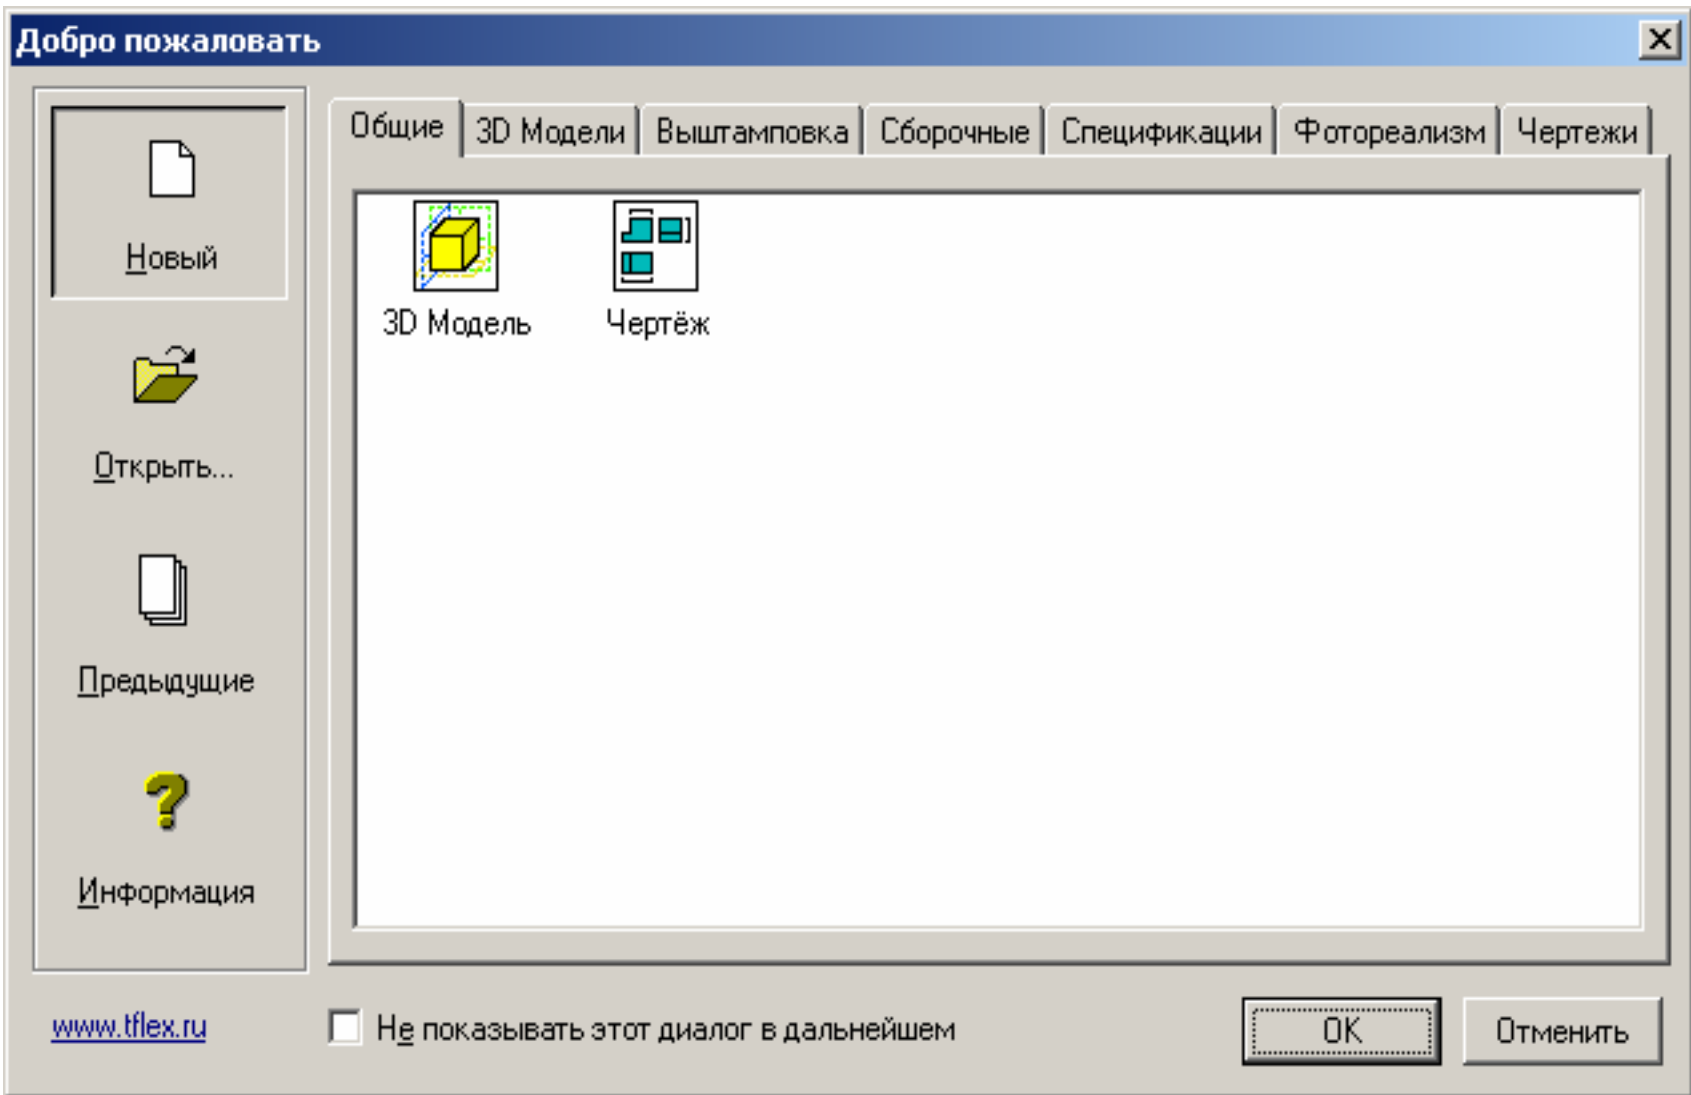 Добро пожаловать
Общие
3D Модели
Выштамповка
Сборочные
Спецификации
Фотореализм
Чертежи
Новый
Открыть...
Предыдущие
Информация
3D Модель
Чертёж
www.tflex.ru
Не показывать этот диалог в дальнейшем
OK
Отменить